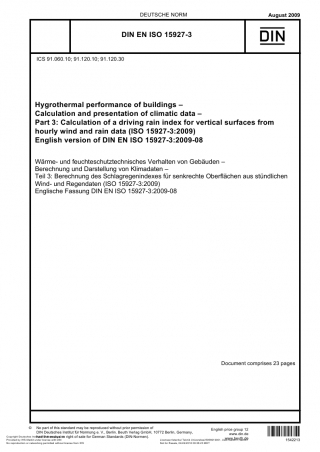 DEUTSCHE NORM
August 2009
DIN EN ISO 15927-3
DIN
ICS 91.060.10; 91.120.10; 91.120.30
Hygrothermal performance of buildings –
Calculation and presentation of climatic data –
Part 3: Calculation of a driving rain index for vertical surfaces from
hourly wind and rain data (ISO 15927-3:2009)
English version of DIN EN ISO 15927-3:2009-08
Wärme- und feuchteschutztechnisches Verhalten von Gebäuden –
Berechnung und Darstellung von Klimadaten –
Teil 3: Berechnung des Schlagregenindexes für senkrechte Oberflächen aus stündlichen
Wind- und Regendaten (ISO 15927-3:2009)
Englische Fassung DIN EN ISO 15927-3:2009-08
Document comprises 23 pages
© No part of this standard may be reproduced without prior permission of
DIN Deutsches Institut für Normung e. V., Berlin. Beuth Verlag GmbH, 10772 Berlin, Germany,
has the exclusive right of sale for German Standards (DIN-Normen).
English price group 12
www.din.de
www.beuth.de
1542213